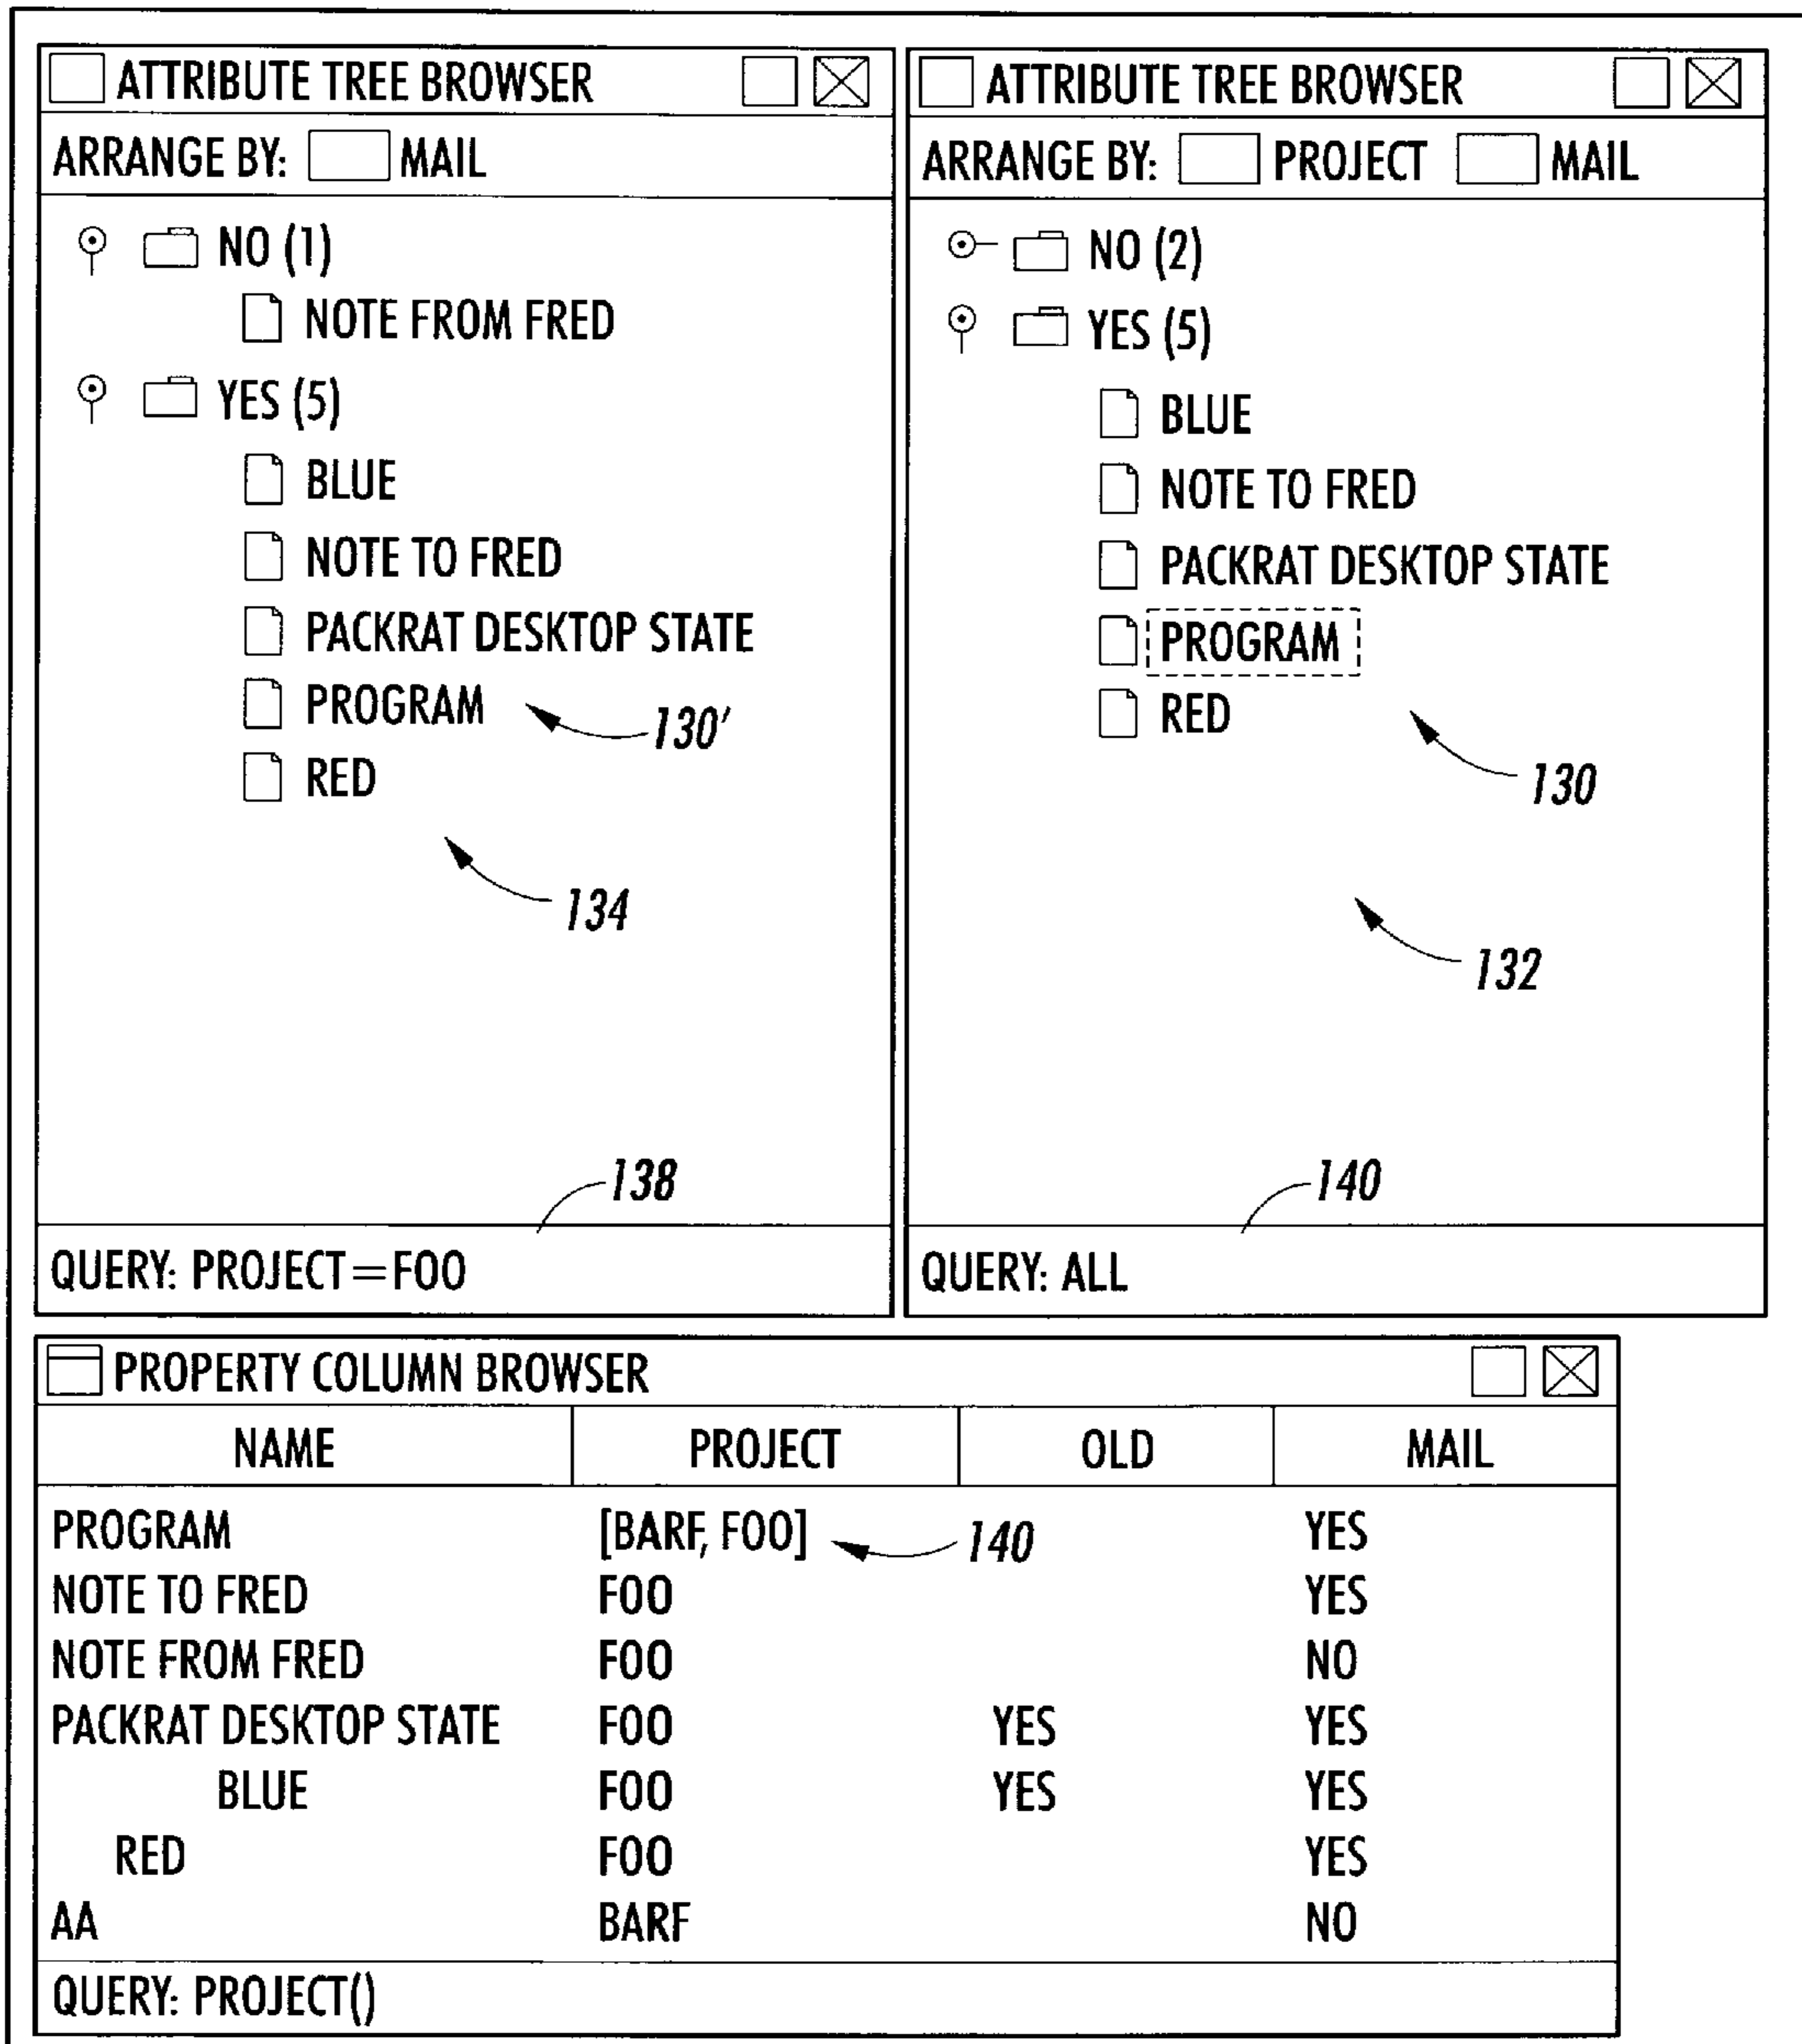 ATTRIBUTE TREE BROWSER
ARRANGE BY: MAIL
NO (1)
NOTE FROM FRED
YES (5)
BLUE
NOTE TO FRED
PACKRAT DESKTOP STATE
PROGRAM
130'
RED
134
138
QUERY: PROJECT=FOO
ATTRIBUTE TREE BROWSER
ARRANGE BY: PROJECT MAIL
NO (2)
YES (5)
BLUE
NOTE TO FRED
PACKRAT DESKTOP STATE
PROGRAM
RED
130
132
140
QUERY: ALL
PROPERTY COLUMN BROWSER
NAME PROJECT OLD MAIL
PROGRAM [BARF, FOO] 140 YES
NOTE TO FRED FOO YES
NOTE FROM FRED FOO NO
PACKRAT DESKTOP STATE FOO YES YES
BLUE FOO YES YES
RED FOO YES
AA BARF NO
QUERY: PROJECT()